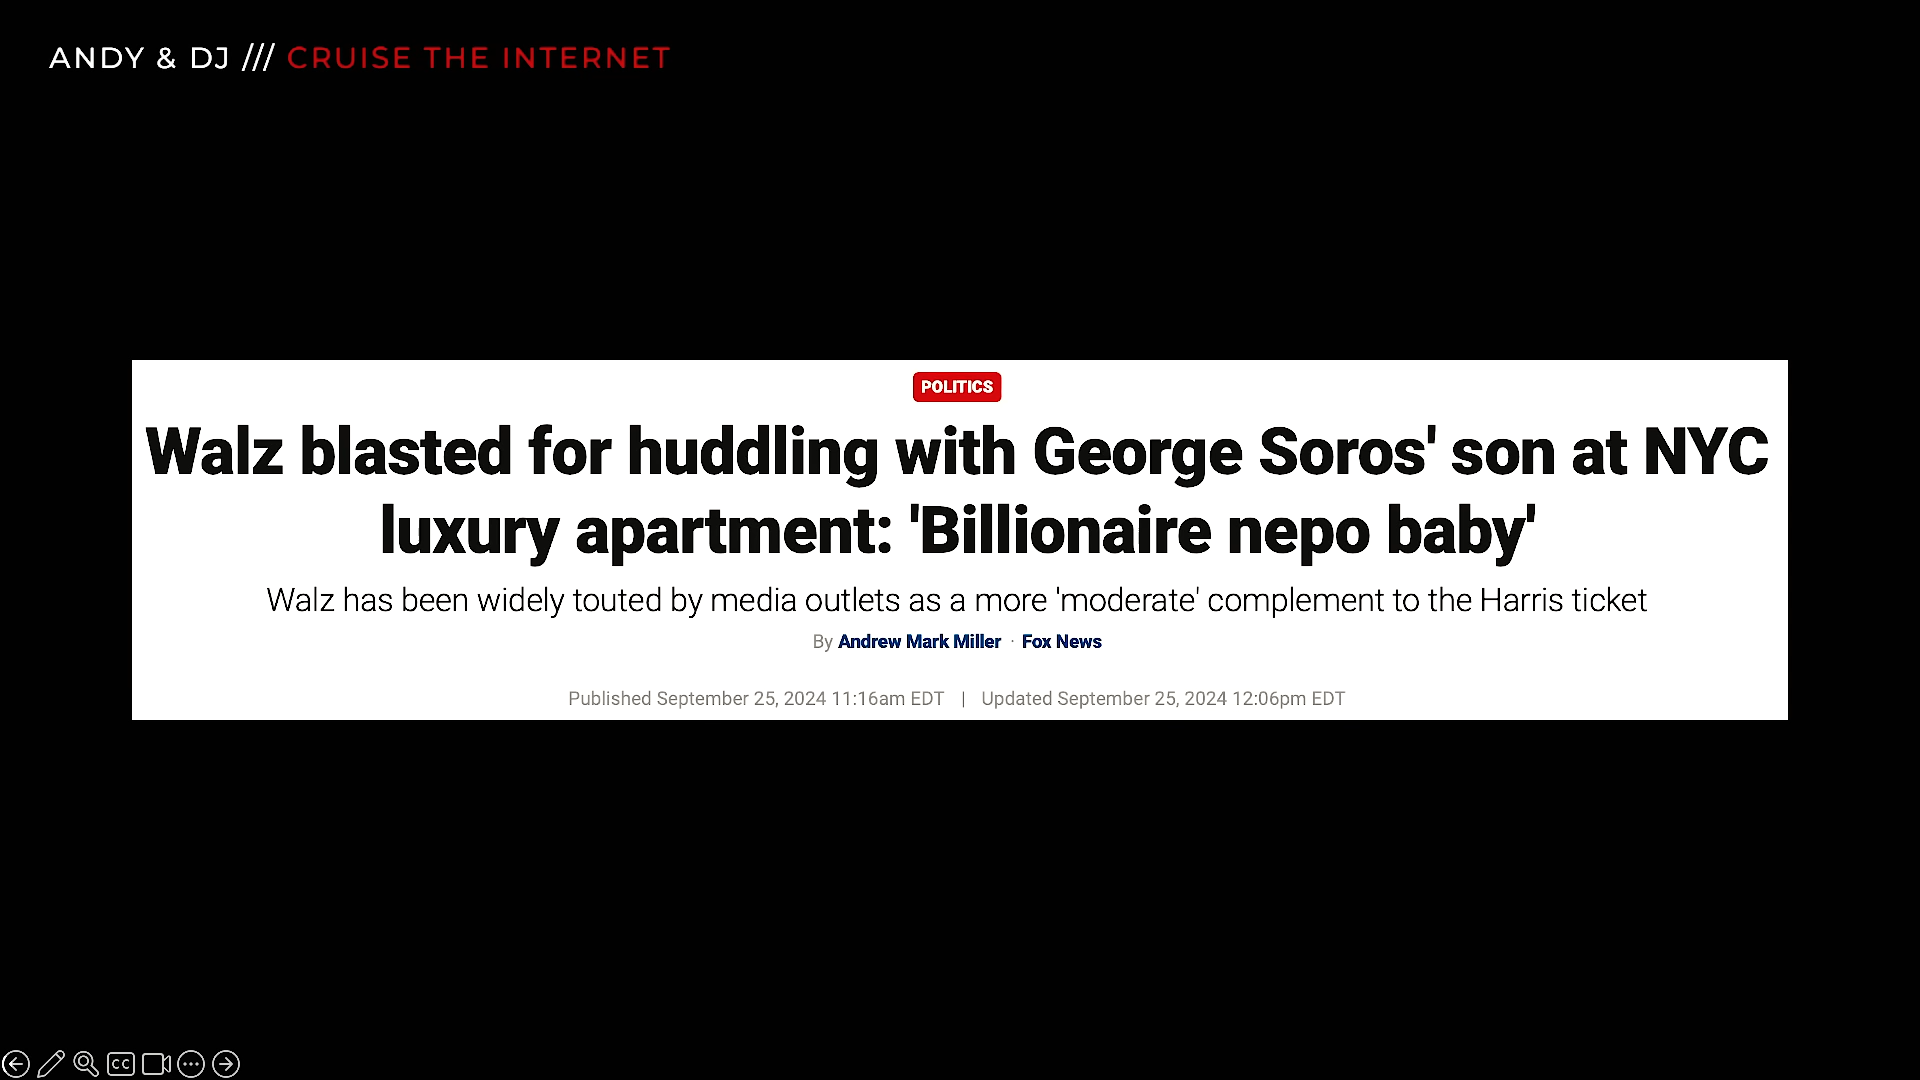 ANDY & DJ /// CRUISE THE INTERNET
POLITICS
Walz blasted for huddling with George Soros' son at NYC
luxury apartment: 'Billionaire nepo baby'
Walz has been widely touted by media outlets as a more 'moderate' complement to the Harris ticket
By Andrew Mark Miller · Fox News
Published September 25, 2024 11:16am EDT | Updated September 25, 2024 12:06pm EDT
CC